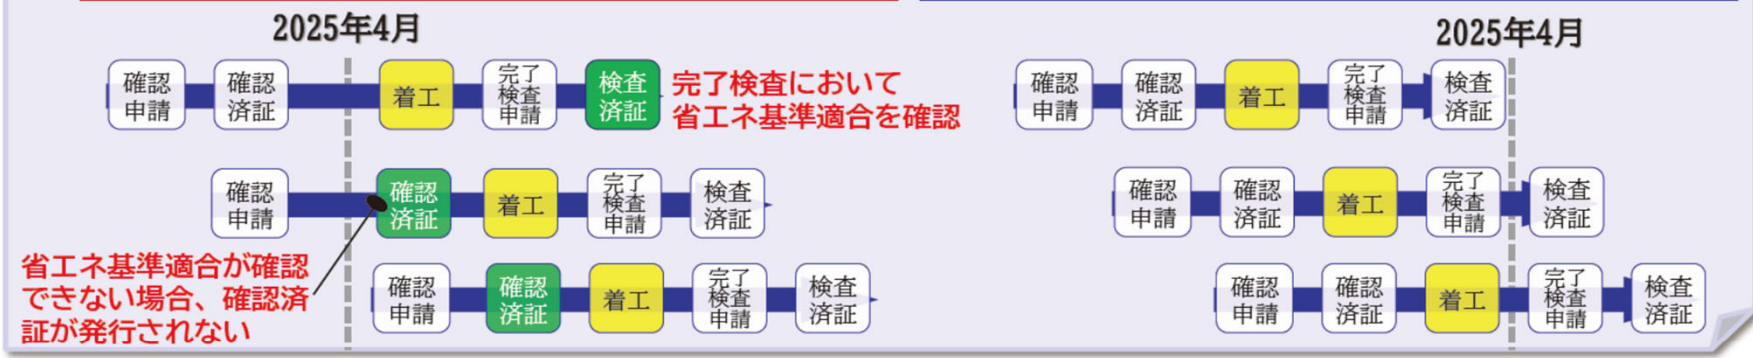 2025年4月
確認
申請
確認
済証
着工
完了
検査
申請
検査
済証
完了検査において
省エネ基準適合を確認
確認
申請
確認
済証
着工
完了
検査
申請
検査
済証
省エネ基準適合が確認
できない場合、確認済
証が発行されない
確認
申請
確認
済証
着工
完了
検査
申請
検査
済証
2025年4月
確認
申請
確認
済証
着工
完了
検査
申請
検査
済証
確認
申請
確認
済証
着工
完了
検査
申請
検査
済証
確認
申請
確認
済証
着工
完了
検査
申請
検査
済証